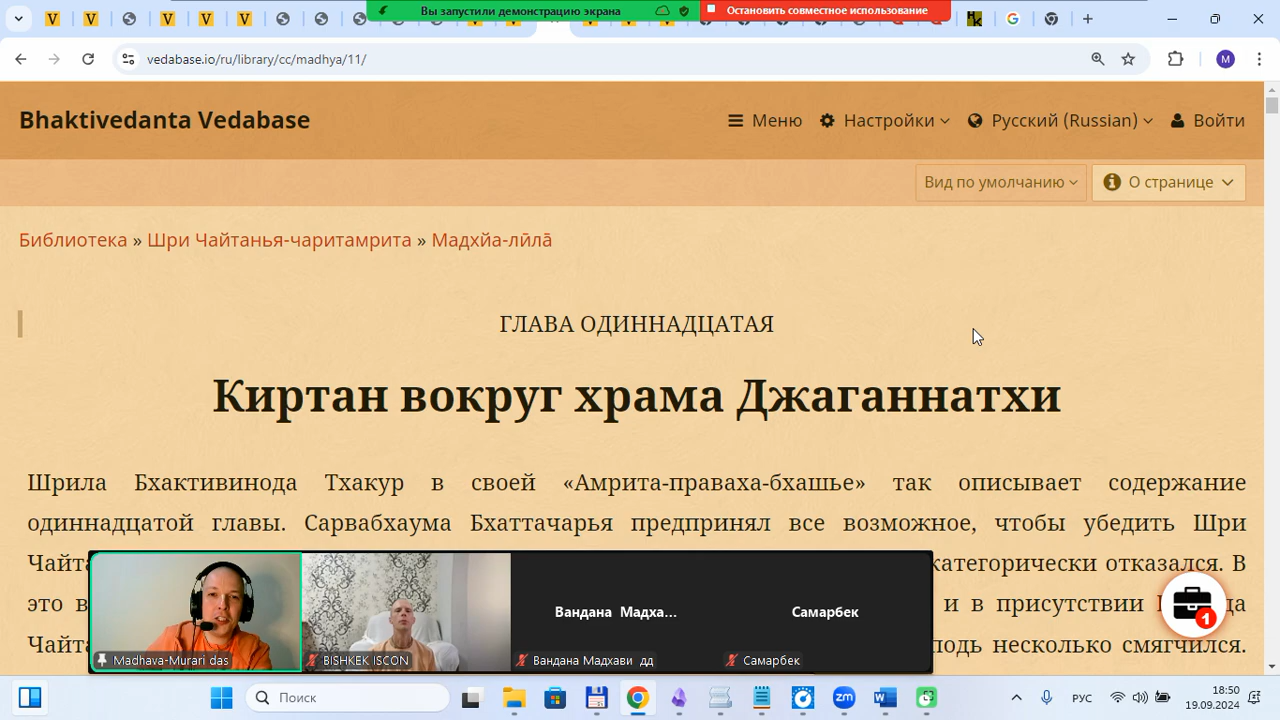 Вы запустили демонстрацию экрана
Остановить совместное использование
vedabase.io/ru/library/cc/madhya/11/
M
Bhaktivedanta Vedabase
Меню
Настройки
Русский (Russian)
Войти
Вид по умолчанию
О странице
Библиотека » Шри Чайтанья-чаритамрита » Мадхйа-лӣла̄
ГЛАВА ОДИННАДЦАТАЯ
Киртан вокруг храма Джаганнатхи
Шрила Бхактивинода Тхакур в своей «Амрита-праваха-бхашье» так описывает содержание
одиннадцатой главы. Сарвабхаума Бхаттачарья предпринял все возможное, чтобы убедить Шри
категорически отказался. В
это
и в присутствии
несколько смягчился.
Вандана Мадха...
Самарбек
Madhava-Murari das
BISHKEK ISCON
Вандана Мадхави дд
Самарбек
1
Поиск
zm
РУС
18:50
19.09.2024